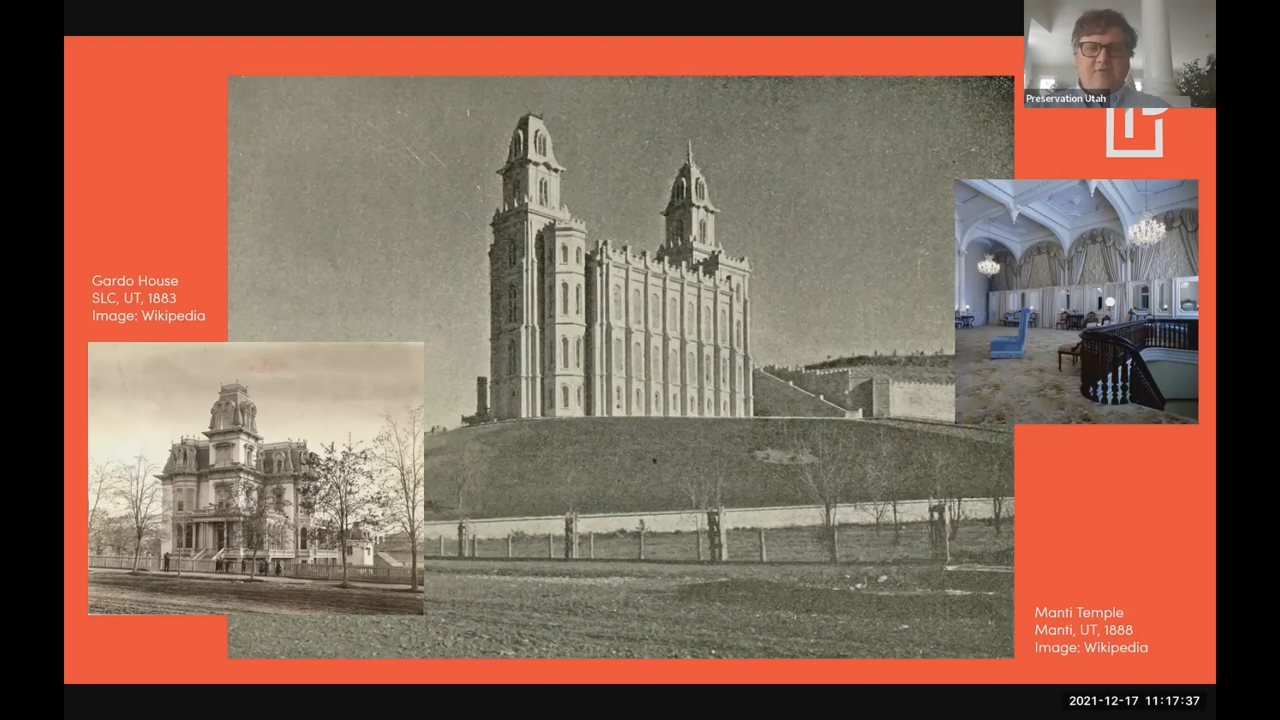 Preservation Utah
Gardo House
SLC, UT, 1883
Image: Wikipedia
Manti Temple
Manti, UT, 1888
Image: Wikipedia
2021-12-17 11:17:37